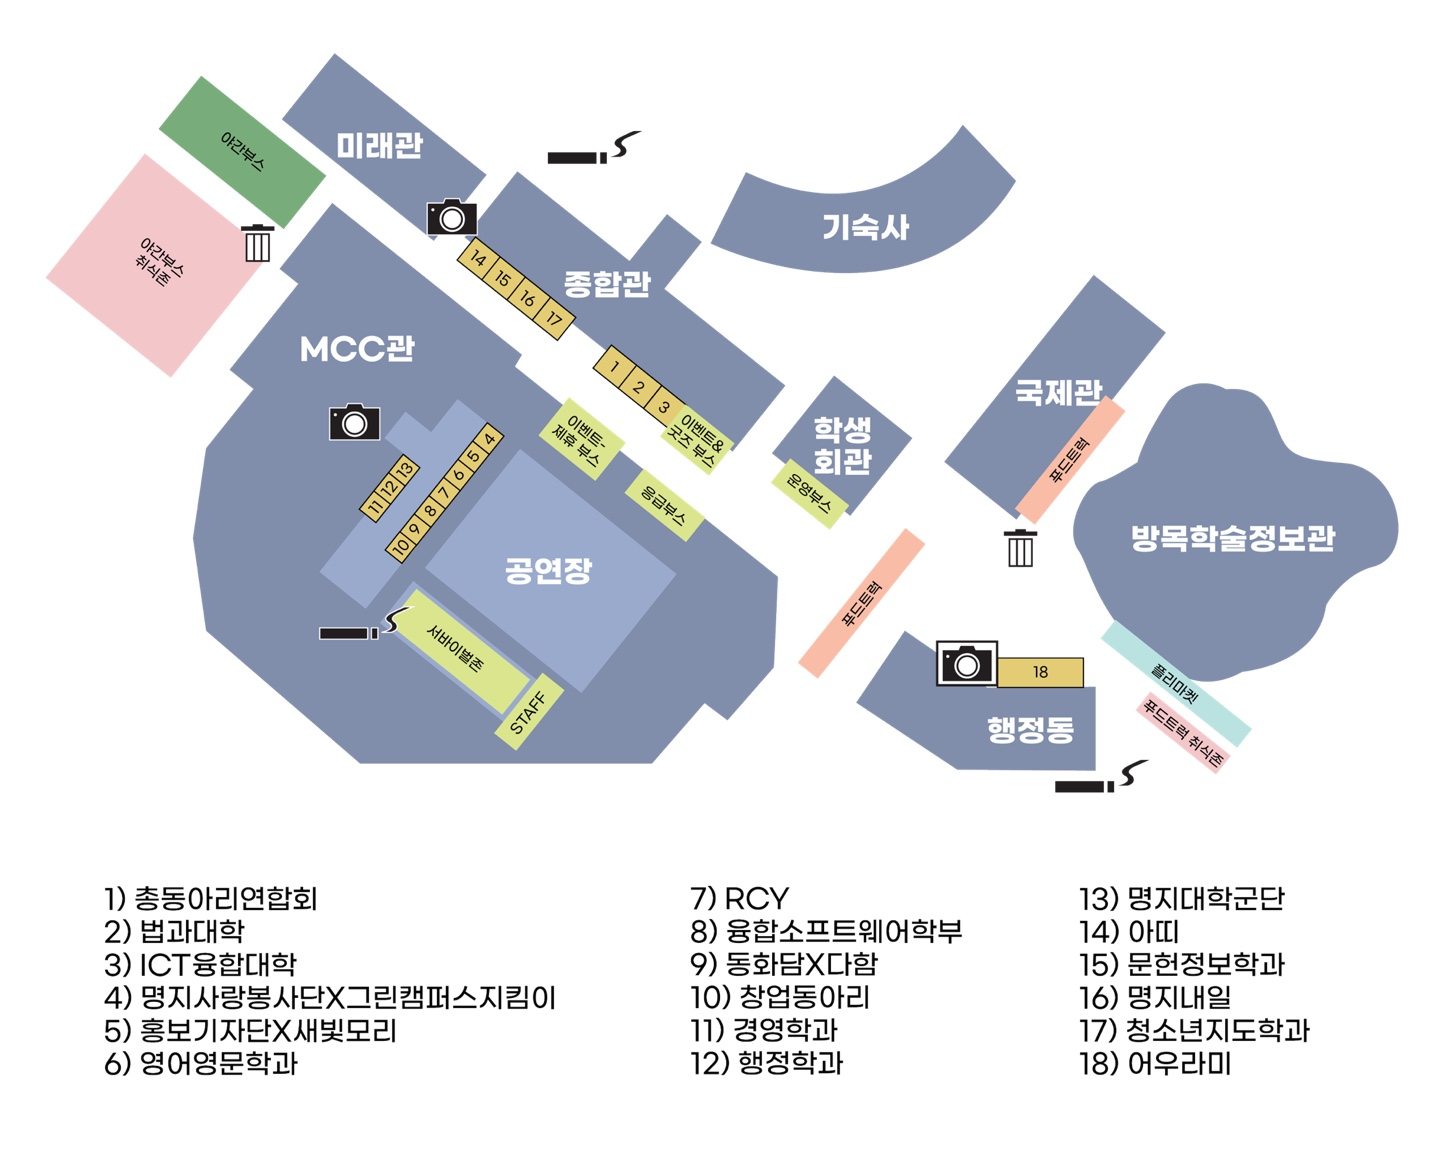 야간부스
미래관
야간부스
취식존
기숙사
14
15
16
17
종합관
MCC관
1
2
3
이벤트&
굿즈 부스
이벤트-
제휴 부스
응급부스
학생
회관
운영부스
국제관
푸드트럭
방목학술정보관
13
12
11
4
5
6
7
8
9
10
공연장
서바이벌존
STAFF
푸드트럭
18
행정동
플리마켓
푸드트럭 취식존
1) 총동아리연합회
2) 법과대학
3) ICT융합대학
4) 명지사랑봉사단X그린캠퍼스지킴이
5) 홍보기자단X새빛모리
6) 영어영문학과
7) RCY
8) 융합소프트웨어학부
9) 동화담X다함
10) 창업동아리
11) 경영학과
12) 행정학과
13) 명지대학군단
14) 아띠
15) 문헌정보학과
16) 명지내일
17) 청소년지도학과
18) 어우라미